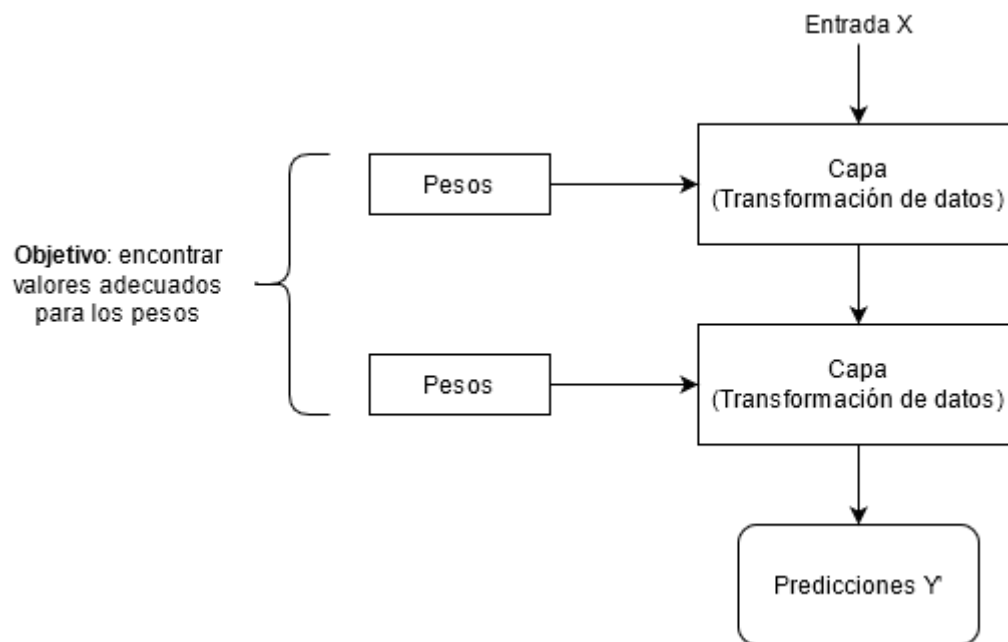 Entrada X
Pesos
Capa
(Transformación de datos)
Objetivo: encontrar
valores adecuados
para los pesos
Pesos
Capa
(Transformación de datos)
Predicciones Y'